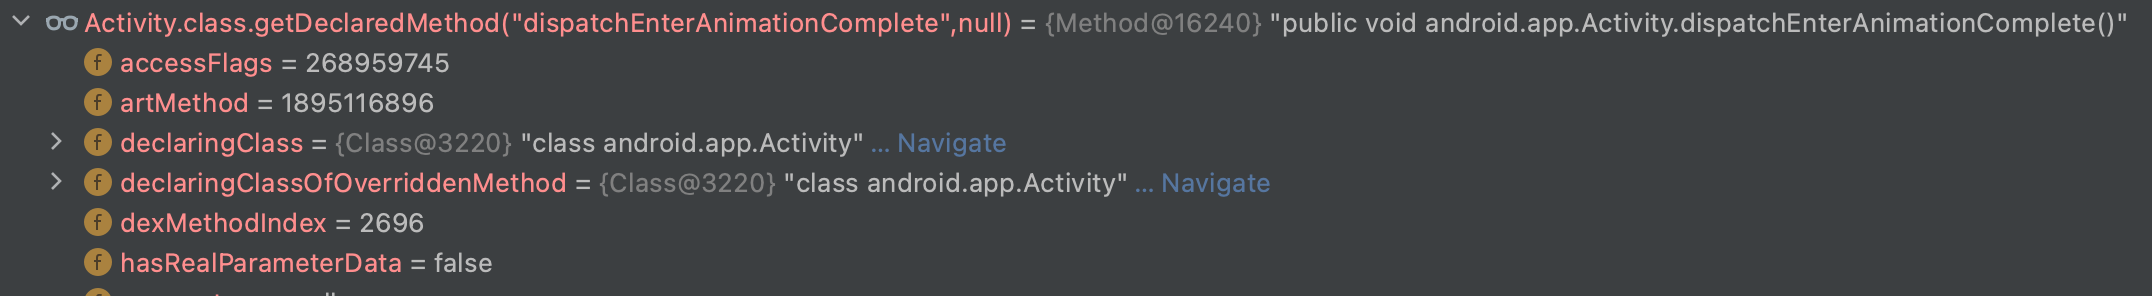 Activity.class.getDeclaredMethod("dispatchEnterAnimationComplete",null) = {Method@16240} "public void android.app.Activity.dispatchEnterAnimationComplete()"
f accessFlags = 268959745
f artMethod = 1895116896
f declaringClass = {Class@3220} "class android.app.Activity" ... Navigate
f declaringClassOfOverriddenMethod = {Class@3220} "class android.app.Activity" ... Navigate
f dexMethodIndex = 2696
f hasRealParameterData = false